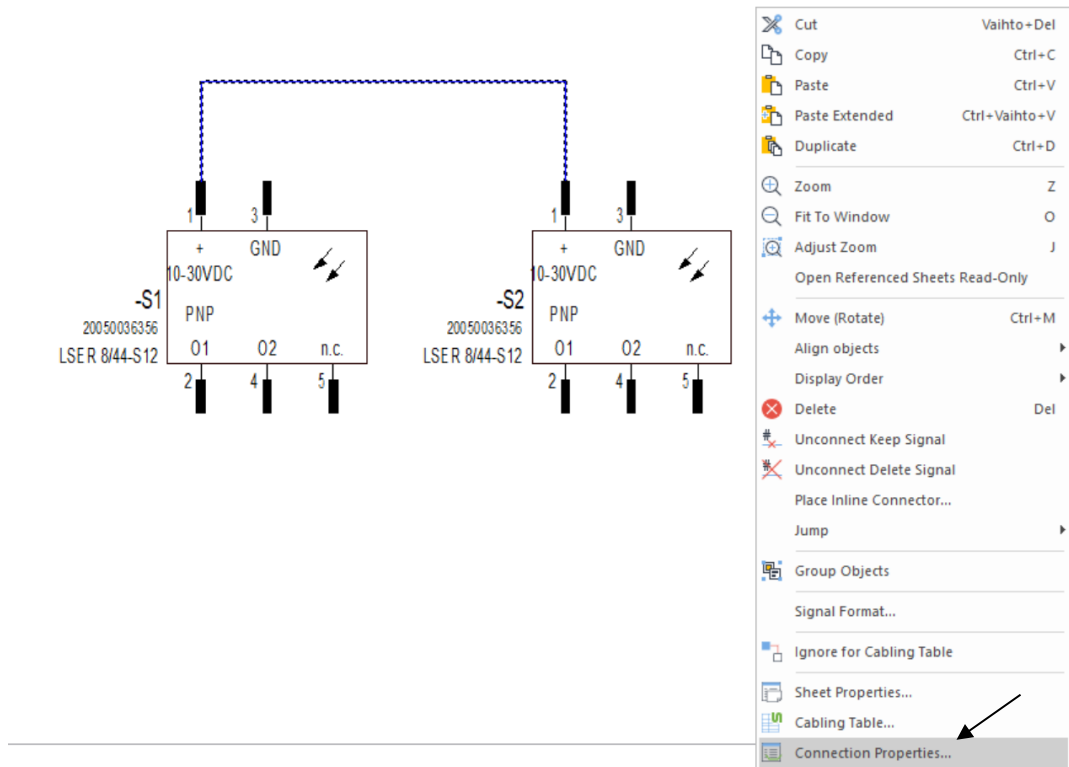 1 3
+ GND
10-30VDC
-S1
PNP
20050036356
LSER 8/44-S12
O1 O2 n.c.
2 4 5
1 3
+ GND
10-30VDC
-S2
PNP
20050036356
LSER 8/44-S12
O1 O2 n.c.
2 4 5
Cut Vaihto+Del
Copy Ctrl+C
Paste Ctrl+V
Paste Extended Ctrl+Vaihto+V
Duplicate Ctrl+D
Zoom Z
Fit To Window O
Adjust Zoom J
Open Referenced Sheets Read-Only
Move (Rotate) Ctrl+M
Align objects
Display Order
Delete Del
Unconnect Keep Signal
Unconnect Delete Signal
Place Inline Connector...
Jump
Group Objects
Signal Format...
Ignore for Cabling Table
Sheet Properties...
Cabling Table...
Connection Properties...